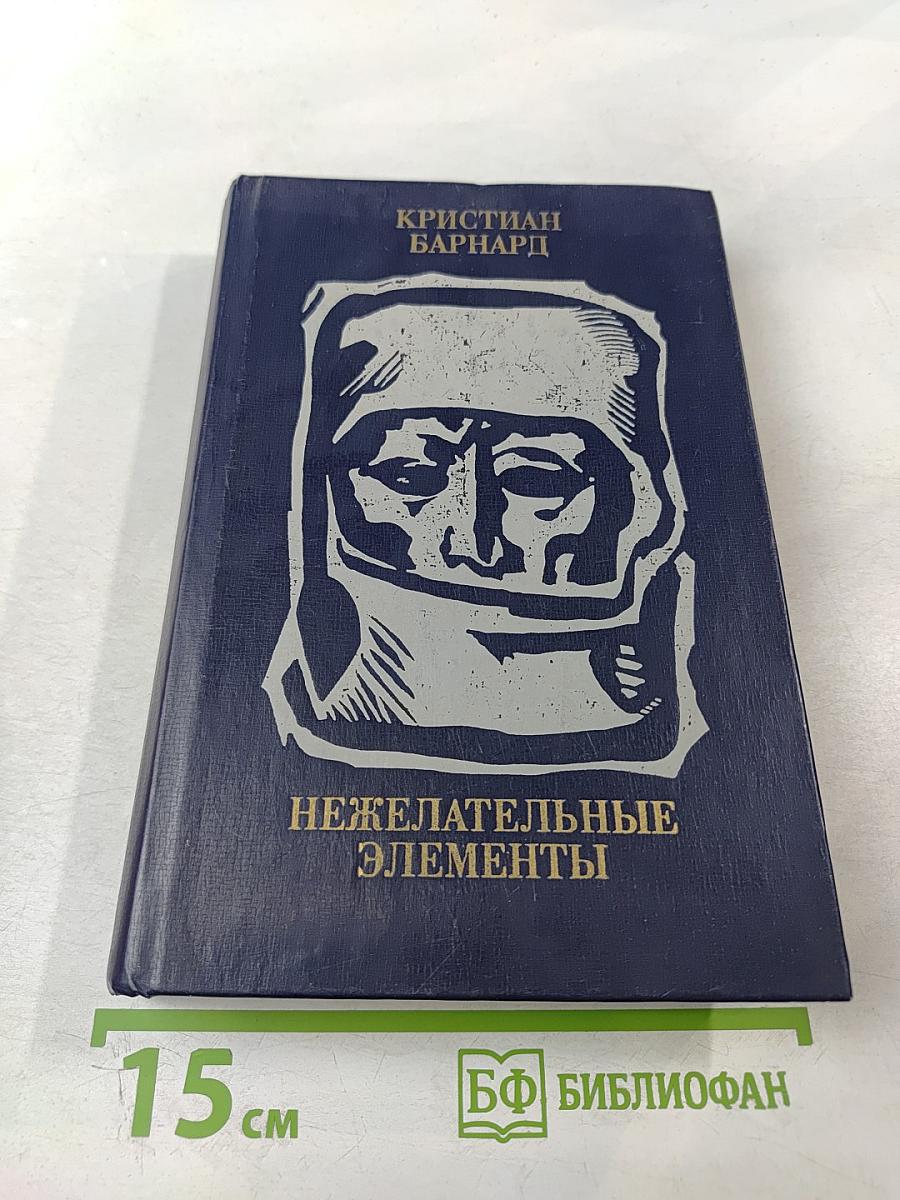 КРИСТИАН
БАРНАРД
НЕЖЕЛАТЕЛЬНЫЕ
ЭЛЕМЕНТЫ
15 см
БФ БИБЛИОФАН